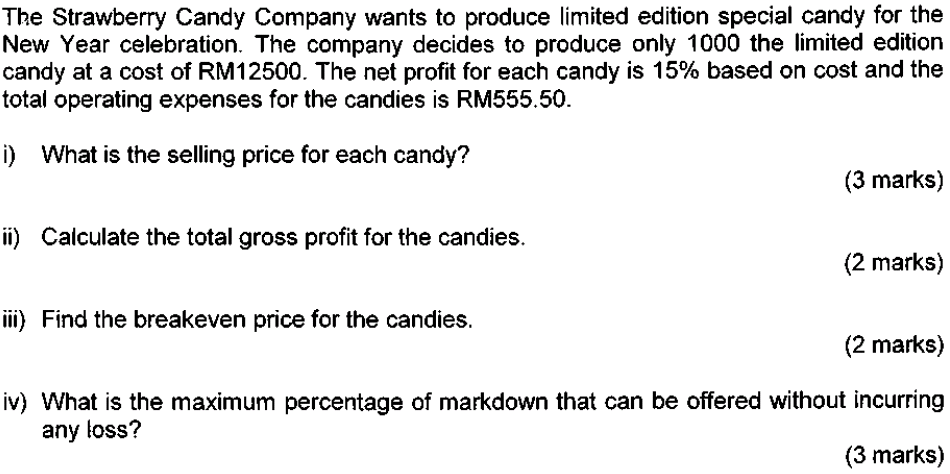 The Strawberry Candy Company wants to produce limited edition special candy for the
New Year celebration. The company decides to produce only 1000 the limited edition
candy at a cost of RM12500. The net profit for each candy is 15% based on cost and the
total operating expenses for the candies is RM555.50.
i) What is the selling price for each candy?
(3 marks)
ii) Calculate the total gross profit for the candies.
(2 marks)
iii) Find the breakeven price for the candies.
(2 marks)
iv) What is the maximum percentage of markdown that can be offered without incurring
any loss?
(3 marks)